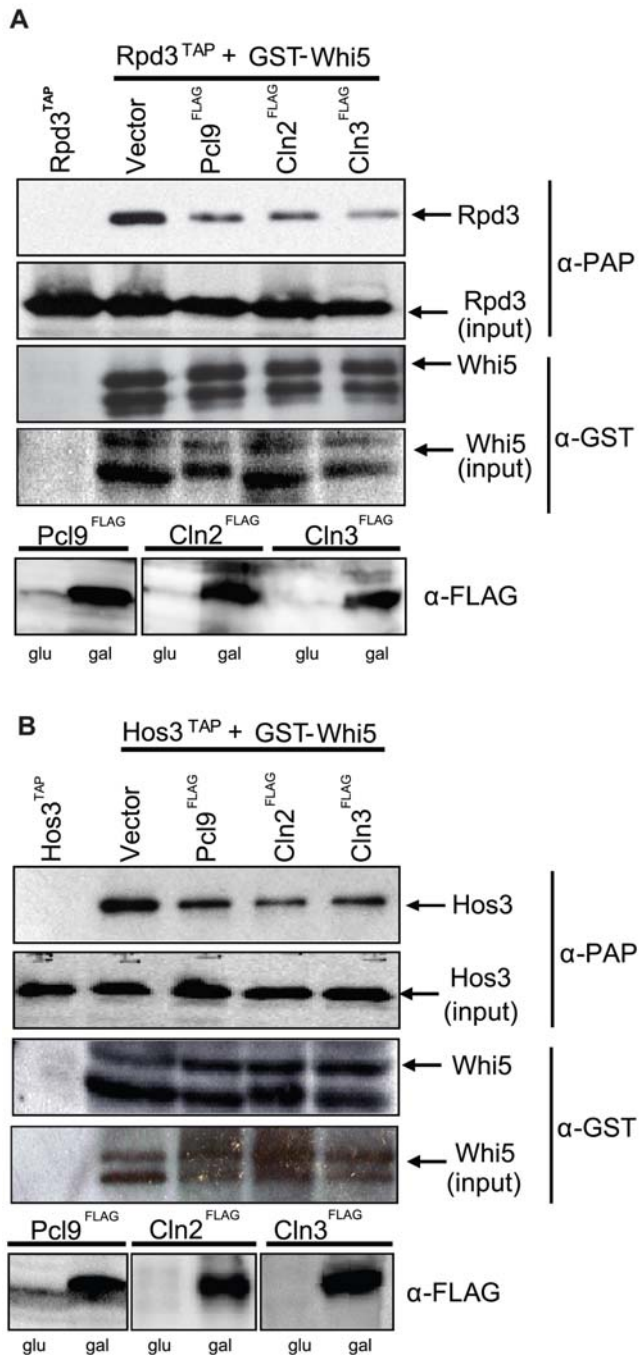 A
Rpd3TAP + GST-Whi5
Rpd3TAP
Vector
Pcl9FLAG
Cln2FLAG
Cln3FLAG
Rpd3
α-PAP
Rpd3
(input)
Whi5
α-GST
Whi5
(input)
Pcl9FLAG Cln2FLAG Cln3FLAG
α-FLAG
glu gal glu gal glu gal
B
Hos3TAP + GST-Whi5
Hos3TAP
Vector
Pcl9FLAG
Cln2FLAG
Cln3FLAG
Hos3
α-PAP
Hos3
(input)
Whi5
α-GST
Whi5
(input)
Pcl9FLAG Cln2FLAG Cln3FLAG
α-FLAG
glu gal glu gal glu gal